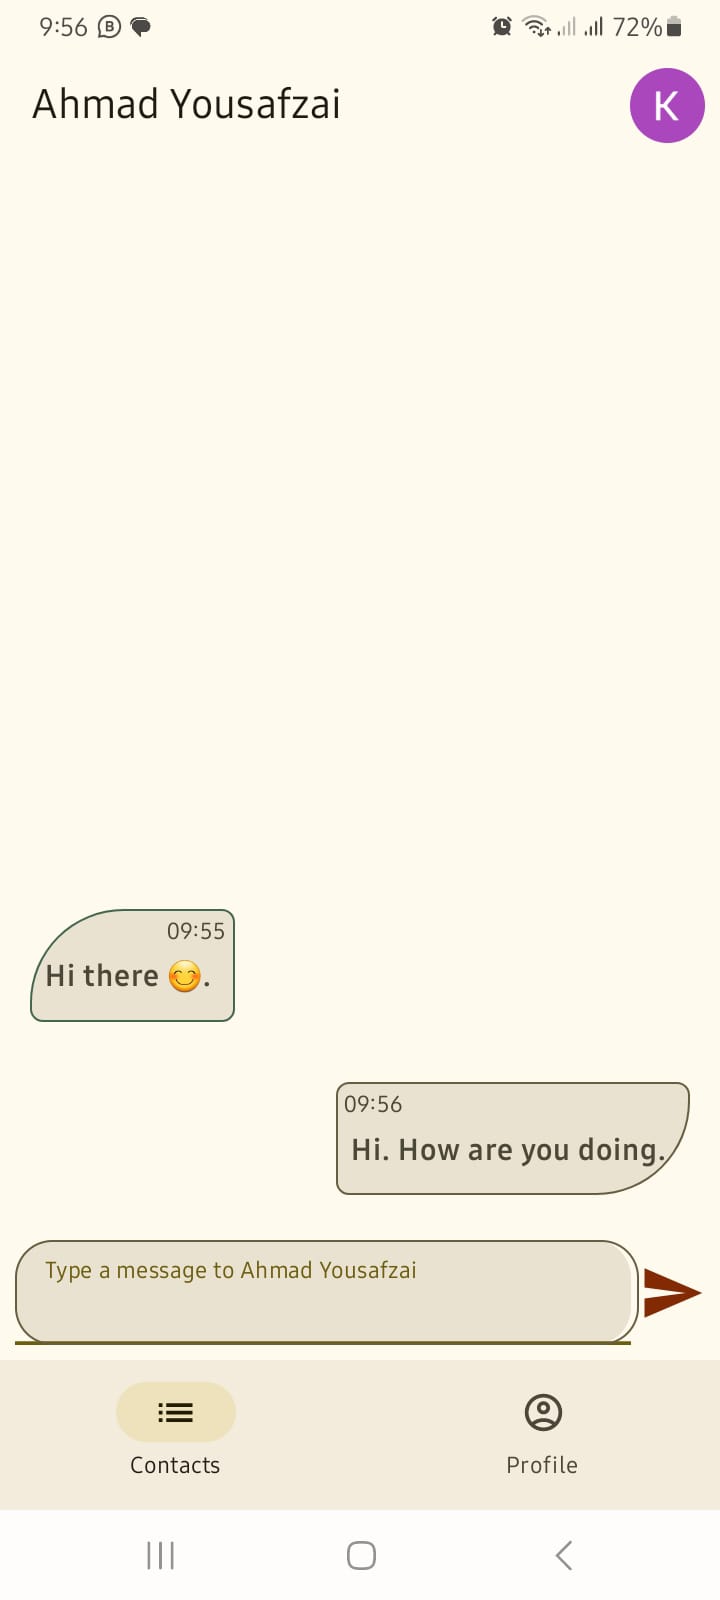 9:56 B 72%
Ahmad Yousafzai K
09:55
Hi there 😊.
09:56
Hi. How are you doing.
Type a message to Ahmad Yousafzai
Contacts Profile